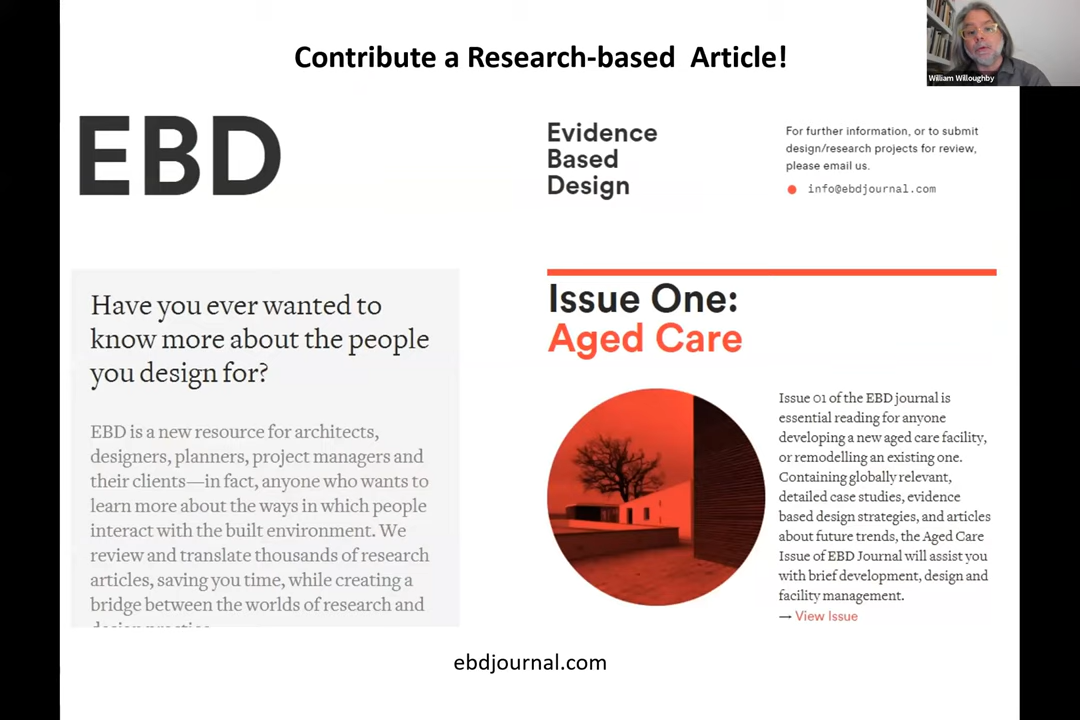 Contribute a Research-based Article!
William Willoughby
EBD
Evidence
Based
Design
For further information, or to submit
design/research projects for review,
please email us.
info@ebdjournal.com
Have you ever wanted to
know more about the people
you design for?
EBD is a new resource for architects,
designers, planners, project managers and
their clients—in fact, anyone who wants to
learn more about the ways in which people
interact with the built environment. We
review and translate thousands of research
articles, saving you time, while creating a
bridge between the worlds of research and
Issue One:
Aged Care
Issue 01 of the EBD journal is
essential reading for anyone
developing a new aged care facility,
or remodelling an existing one.
Containing globally relevant,
detailed case studies, evidence
based design strategies, and articles
about future trends, the Aged Care
Issue of EBD Journal will assist you
with brief development, design and
facility management.
→ View Issue
ebdjournal.com